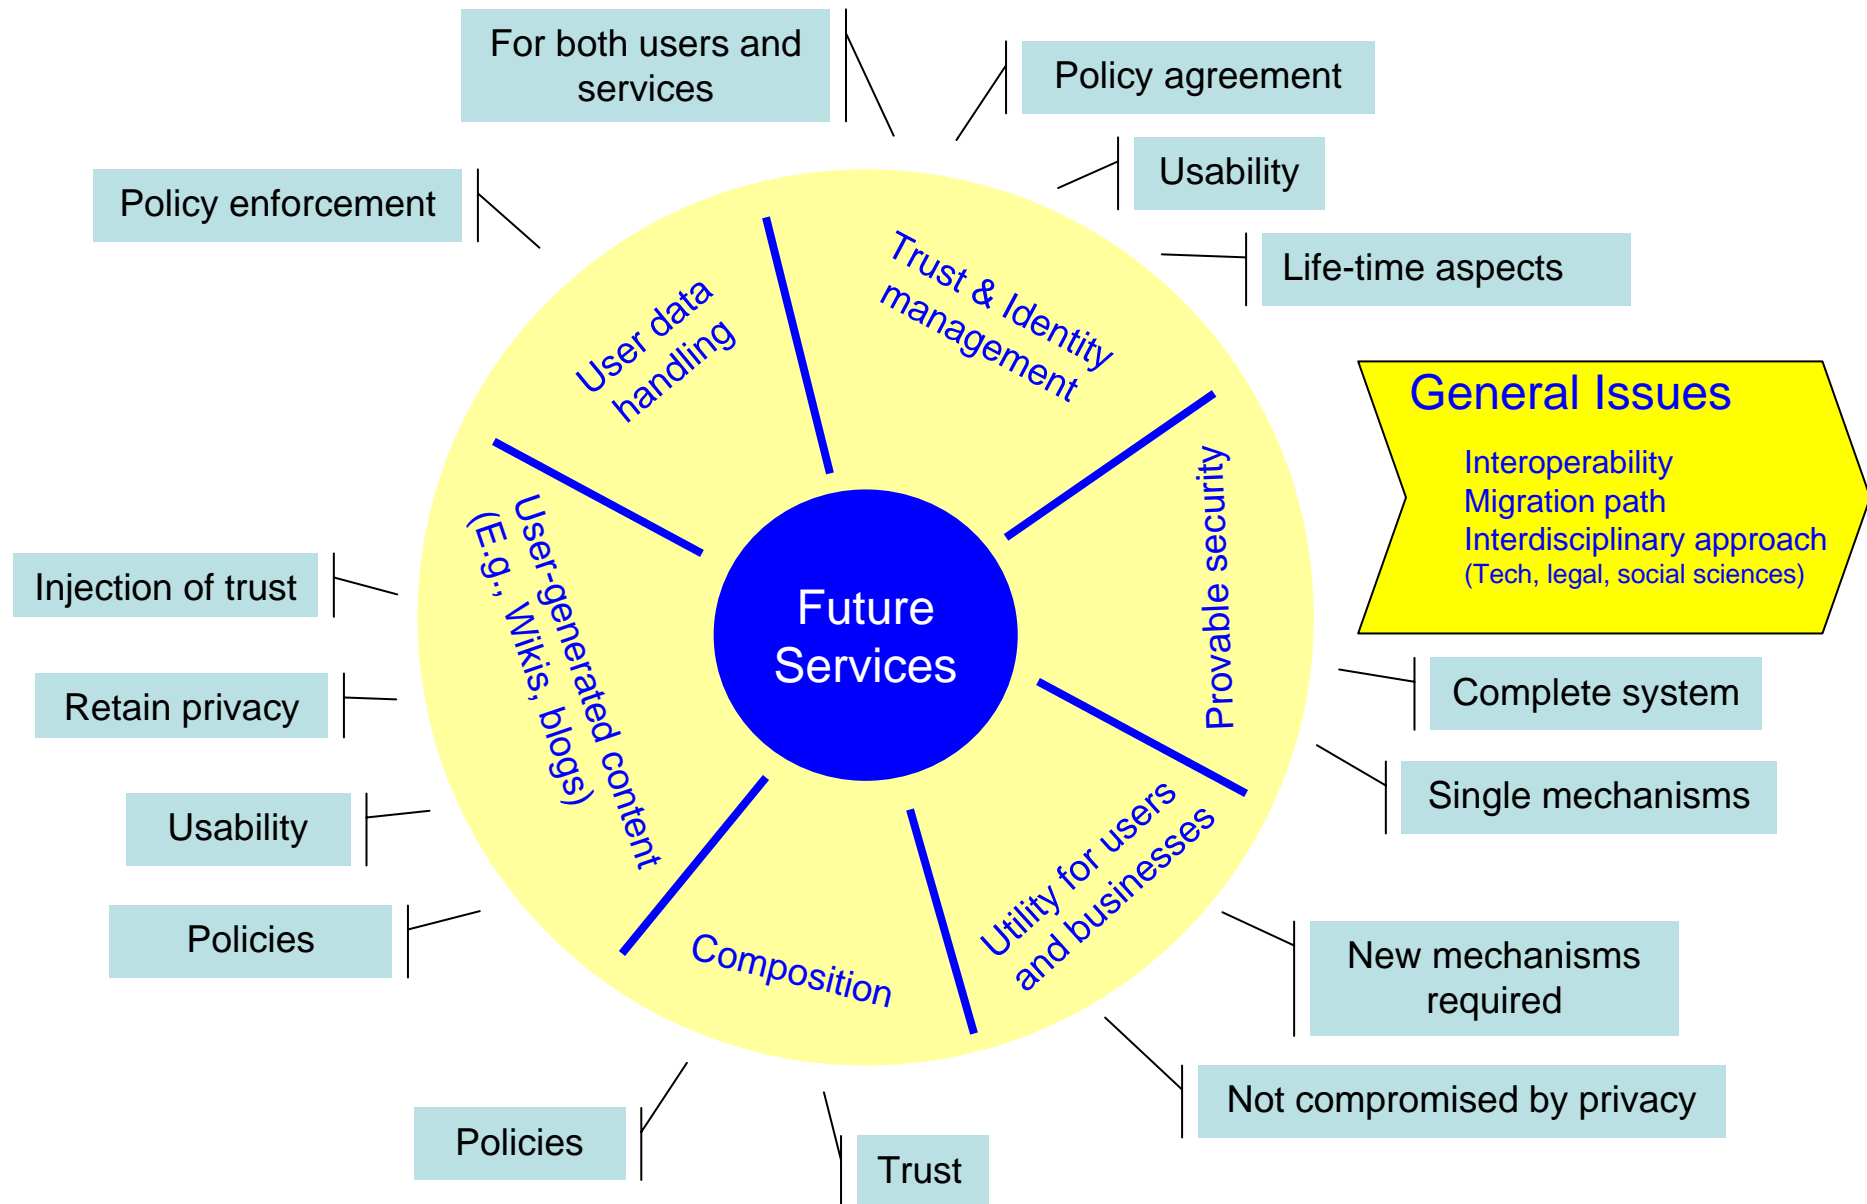 For both users and
services
Policy agreement
Usability
Policy enforcement
Life-time aspects
Trust & Identity
management
User data
handling
General Issues
Interoperability
Migration path
Interdisciplinary approach
(Tech, legal, social sciences)
Provable security
User-generated content
(E.g., Wikis, blogs)
Future
Services
Injection of trust
Retain privacy
Complete system
Single mechanisms
Usability
Policies
Utility for users
and businesses
Composition
New mechanisms
required
Not compromised by privacy
Policies
Trust